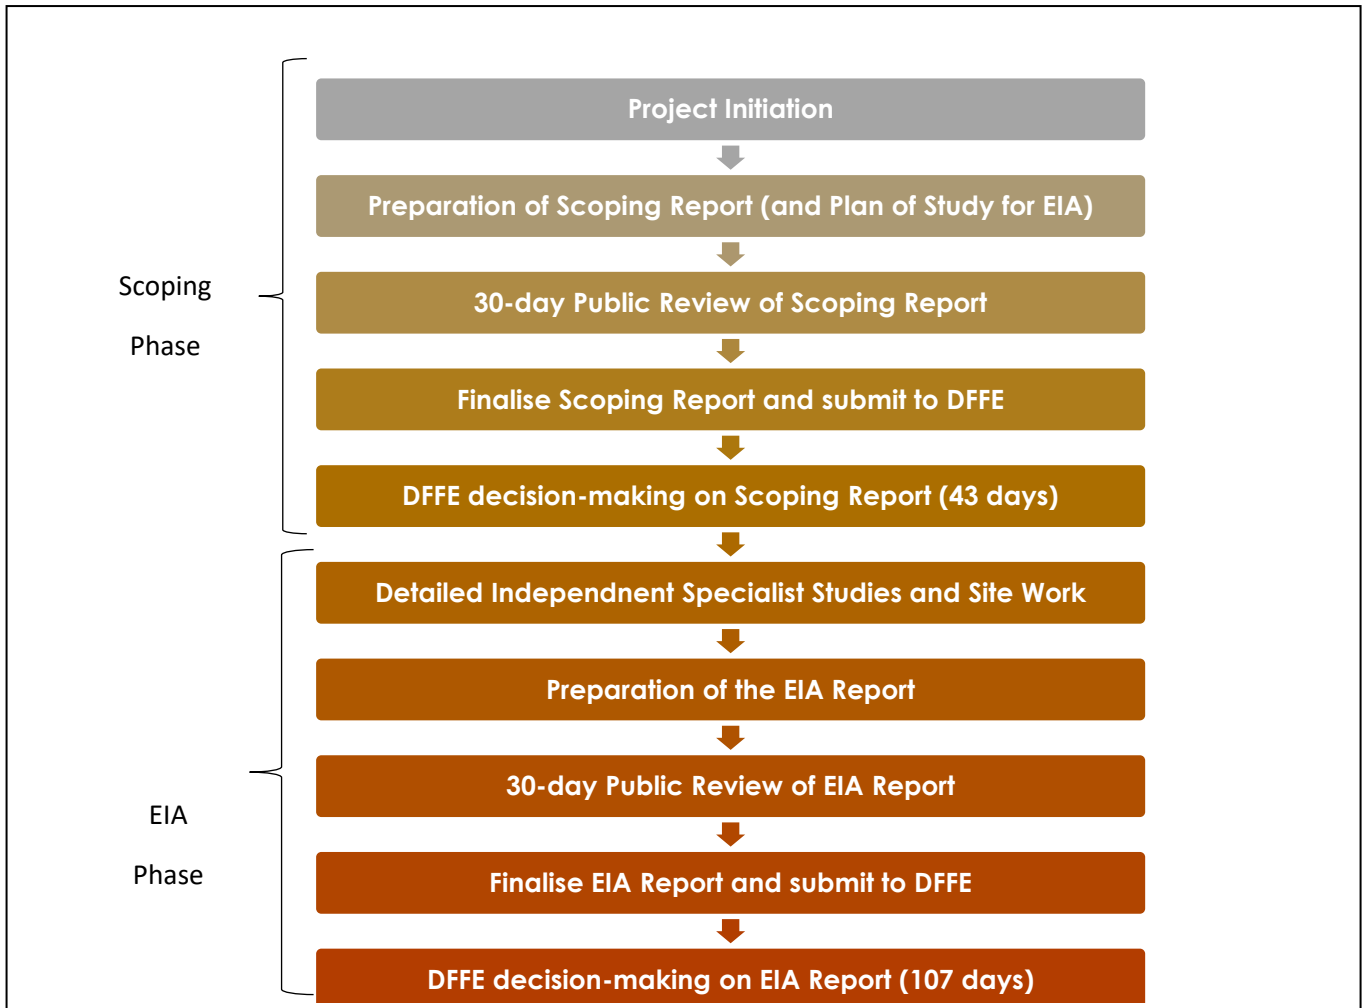 Project Initiation
Preparation of Scoping Report (and Plan of Study for EIA)
Scoping
Phase
30-day Public Review of Scoping Report
Finalise Scoping Report and submit to DFFE
DFFE decision-making on Scoping Report (43 days)
Detailed Independnent Specialist Studies and Site Work
Preparation of the EIA Report
30-day Public Review of EIA Report
EIA
Phase
Finalise EIA Report and submit to DFFE
DFFE decision-making on EIA Report (107 days)